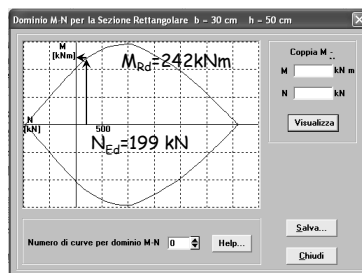 Dominio M-N per la Sezione Rettangolare b = 30 cm h = 50 cm
M
[kNm]
M_Rd=242kNm
N
[kN]
500
N_Ed=199 kN
Coppia M -
M kN m
N kN
Visualizza
Numero di curve per dominio M-N 0
Help...
Salva...
Chiudi